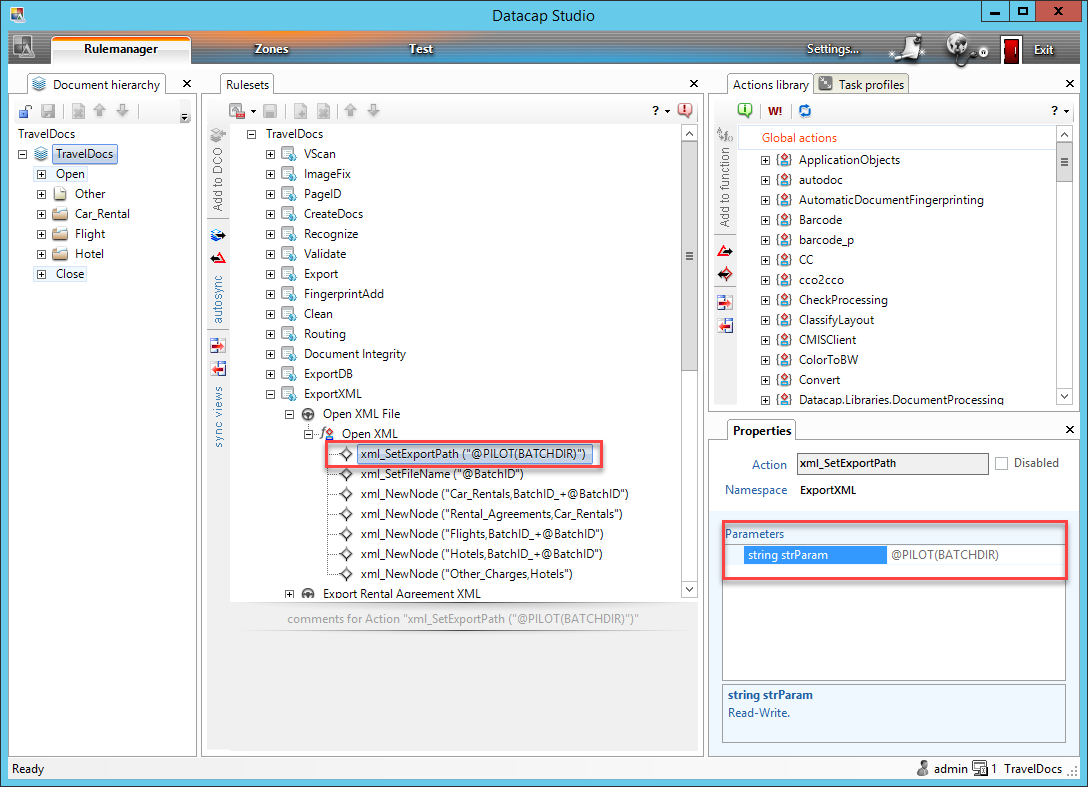 Datacap Studio
Rulemanager Zones Test Settings... Exit
Document hierarchy
TravelDocs
TravelDocs
Open
Other
Car_Rental
Flight
Hotel
Close
Rulesets
?
Add to DCO
autosync
sync views
TravelDocs
VScan
ImageFix
PageID
CreateDocs
Recognize
Validate
Export
FingerprintAdd
Clean
Routing
Document Integrity
ExportDB
ExportXML
Open XML File
Open XML
xml_SetExportPath ("@PILOT(BATCHDIR)")
xml_SetFileName ("@BatchID")
xml_NewNode ("Car_Rentals,BatchID_+@BatchID")
xml_NewNode ("Rental_Agreements,Car_Rentals")
xml_NewNode ("Flights,BatchID_+@BatchID")
xml_NewNode ("Hotels,BatchID_+@BatchID")
xml_NewNode ("Other_Charges,Hotels")
Export Rental Agreement XML
comments for Action "xml_SetExportPath ("@PILOT(BATCHDIR)")"
Actions library Task profiles
W! ?
Add to function
Global actions
ApplicationObjects
autodoc
AutomaticDocumentFingerprinting
Barcode
barcode_p
CC
cco2cco
CheckProcessing
ClassifyLayout
CMISClient
ColorToBW
Convert
Datacap.Libraries.DocumentProcessing
Properties
Action xml_SetExportPath Disabled
Namespace ExportXML
Parameters
string strParam @PILOT(BATCHDIR)
string strParam
Read-Write.
Ready admin 1 TravelDocs